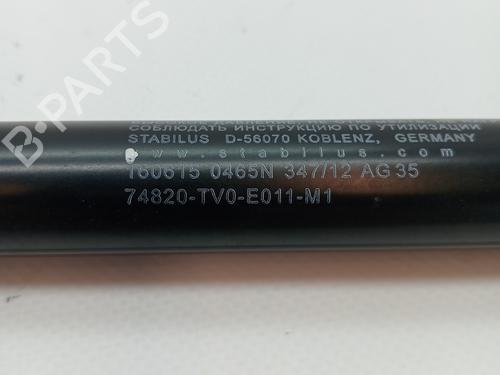 СОБЛЮДАТЬ ИНСТРУКЦИЮ ПО УТИЛИЗАЦИИ
STABILUS D-56070 KOBLENZ, GERMANY
www.stabilus.com
160615 0465N 347/12 AG 35
74820-TV0-E011-M1
B-PARTS